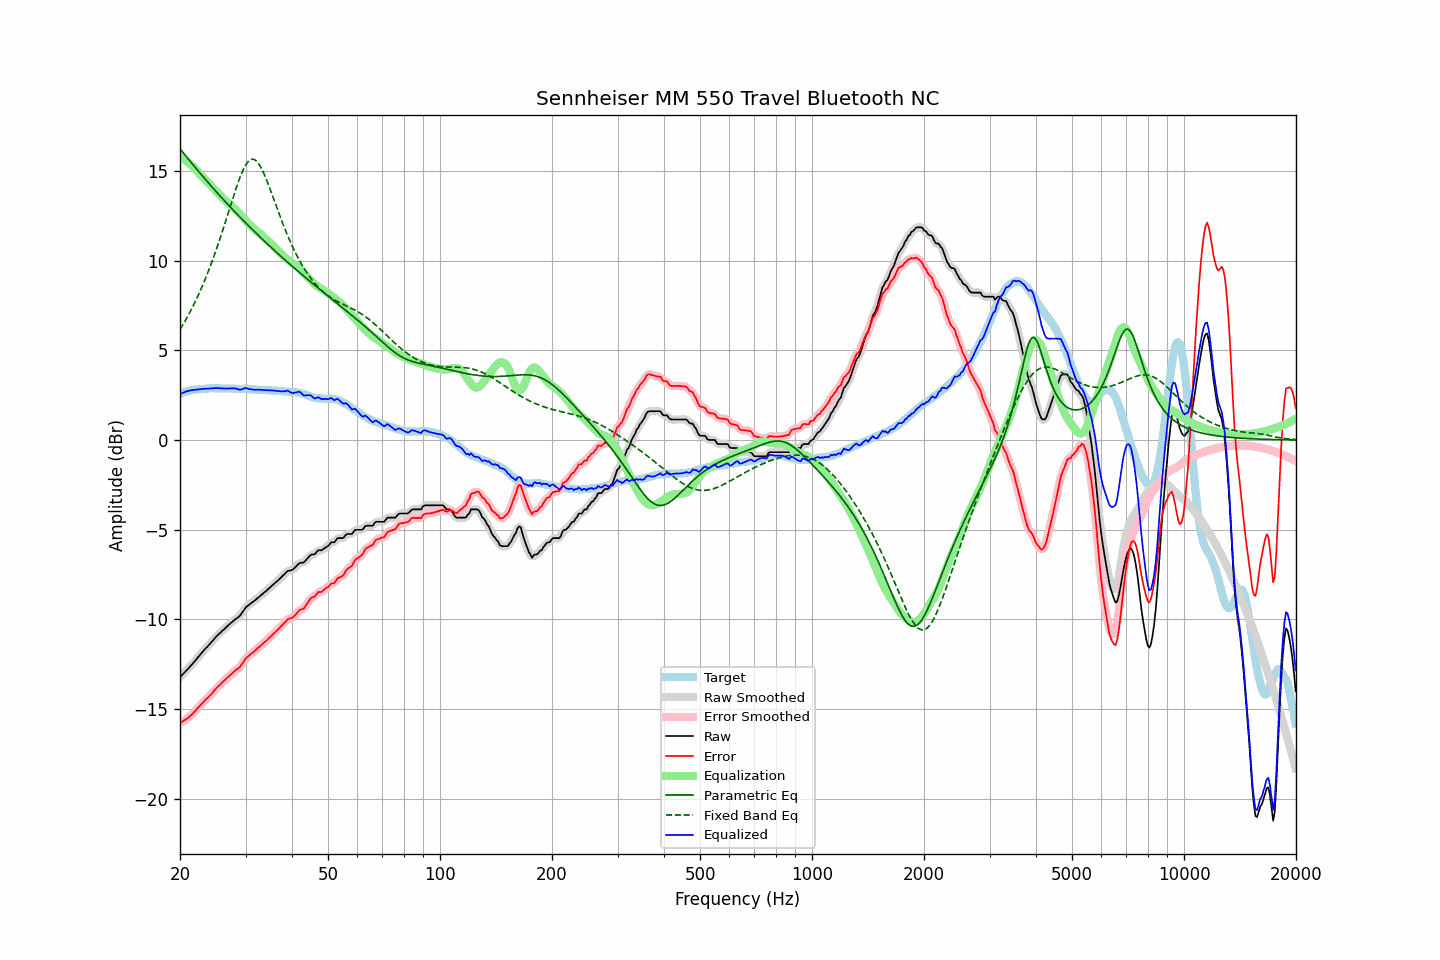 Sennheiser MM 550 Travel Bluetooth NC
Amplitude (dBr)
15
10
5
0
−5
−10
−15
−20
Target
Raw Smoothed
Error Smoothed
Raw
Error
Equalization
Parametric Eq
Fixed Band Eq
Equalized
20
50
100
200
500
1000
2000
5000
10000
20000
Frequency (Hz)